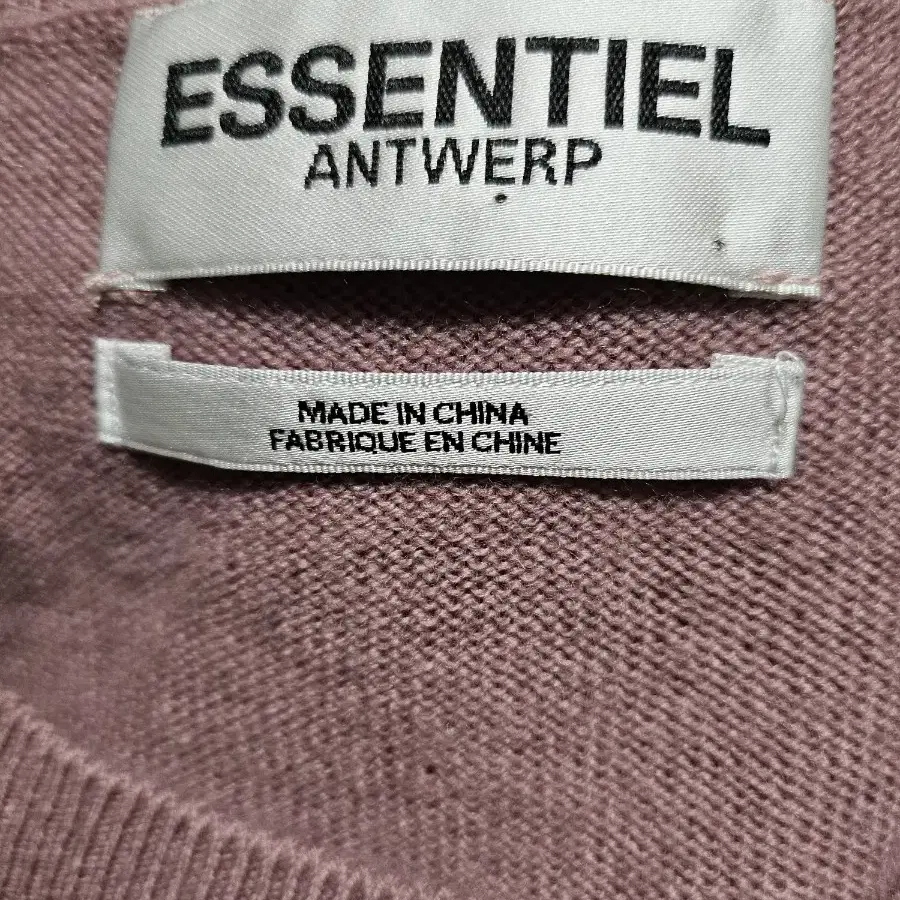 ESSENTIEL
ANTWERP
MADE IN CHINA
FABRIQUE EN CHINE